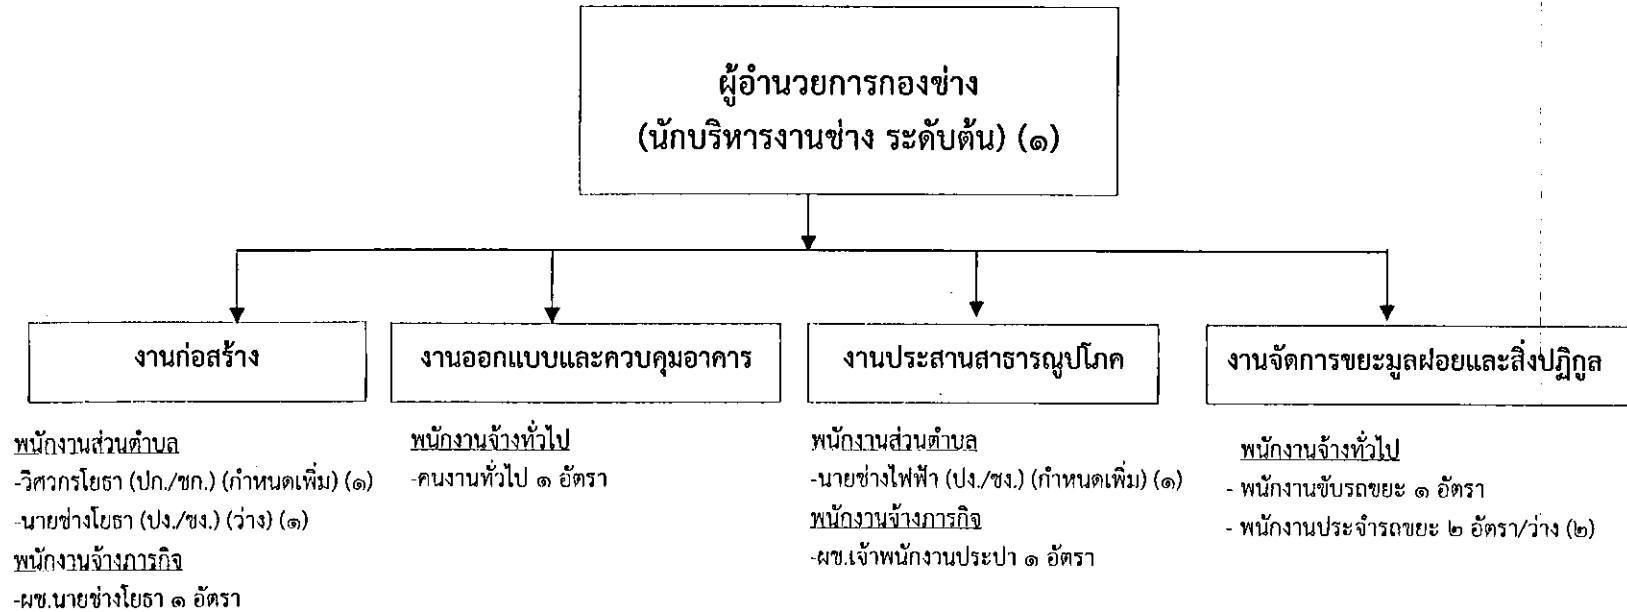 ผู้อำนวยการกองช่าง
(นักบริหารงานช่าง ระดับต้น) (๑)
งานก่อสร้าง
พนักงานส่วนตำบล
-วิศวกรโยธา (ปก./ชก.) (กำหนดเพิ่ม) (๑)
-นายช่างโยธา (ปง./ชง.) (ว่าง) (๑)
พนักงานจ้างภารกิจ
-ผช.นายช่างโยธา ๑ อัตรา
งานออกแบบและควบคุมอาคาร
พนักงานจ้างทั่วไป
-คนงานทั่วไป ๑ อัตรา
งานประสานสาธารณูปโภค
พนักงานส่วนตำบล
-นายช่างไฟฟ้า (ปง./ชง.) (กำหนดเพิ่ม) (๑)
พนักงานจ้างภารกิจ
-ผช.เจ้าพนักงานประปา ๑ อัตรา
งานจัดการขยะมูลฝอยและสิ่งปฏิกูล
พนักงานจ้างทั่วไป
- พนักงานขับรถขยะ ๑ อัตรา
- พนักงานประจำรถขยะ ๒ อัตรา/ว่าง (๒)